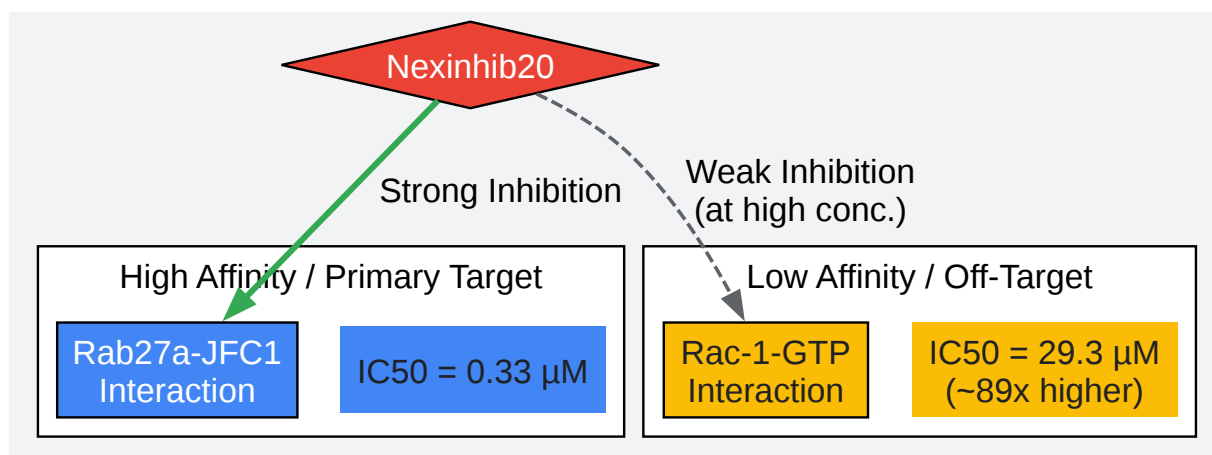 Nexinhib20
Strong Inhibition
Weak Inhibition
(at high conc.)
High Affinity / Primary Target
Rab27a-JFC1
Interaction
IC50 = 0.33 µM
Low Affinity / Off-Target
Rac-1-GTP
Interaction
IC50 = 29.3 µM
(~89x higher)